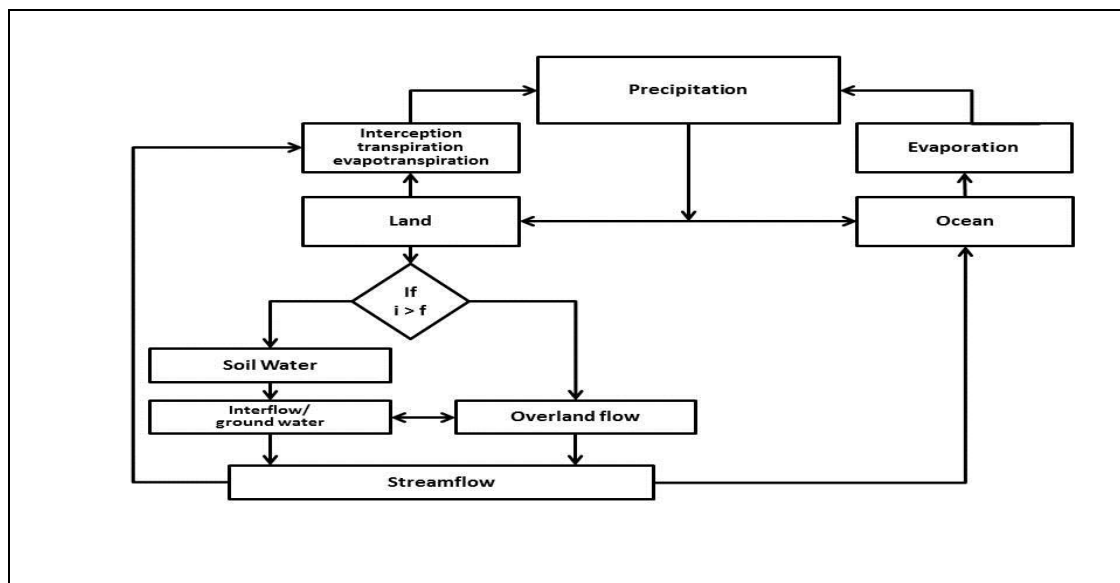 Precipitation
Interception
transpiration
evapotranspiration
Evaporation
Land
Ocean
If
i > f
Soil Water
Interflow/
ground water
Overland flow
Streamflow